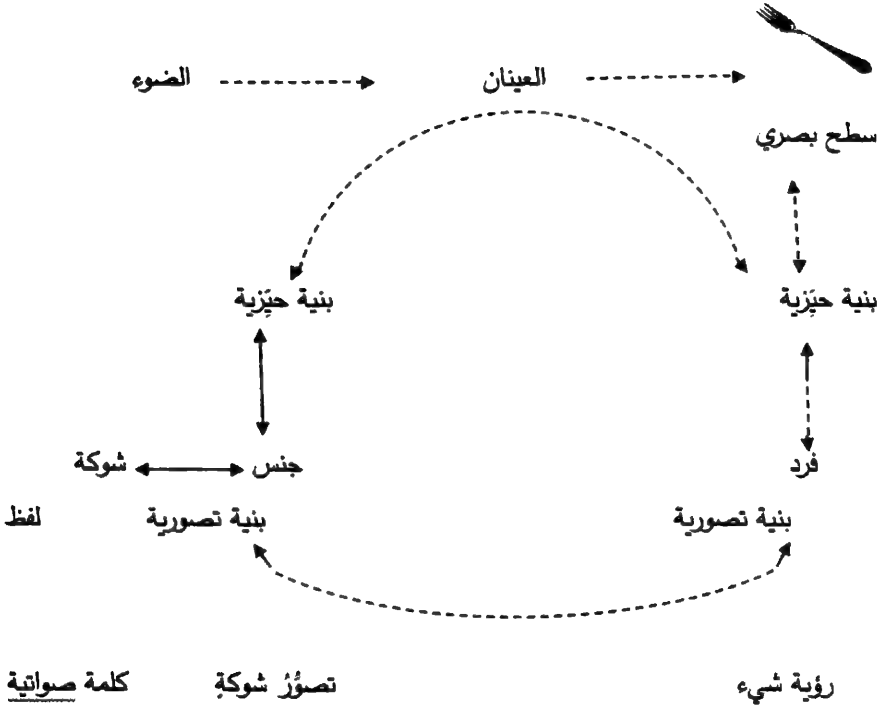 الضوء العينان
سطح بصري
بنية حيِّزية بنية حيِّزية
فرد
جنس شوكة
بنية تصورية بنية تصورية لفظ
رؤية شيء تصوُّرُ شوكةٍ كلمة صواتية